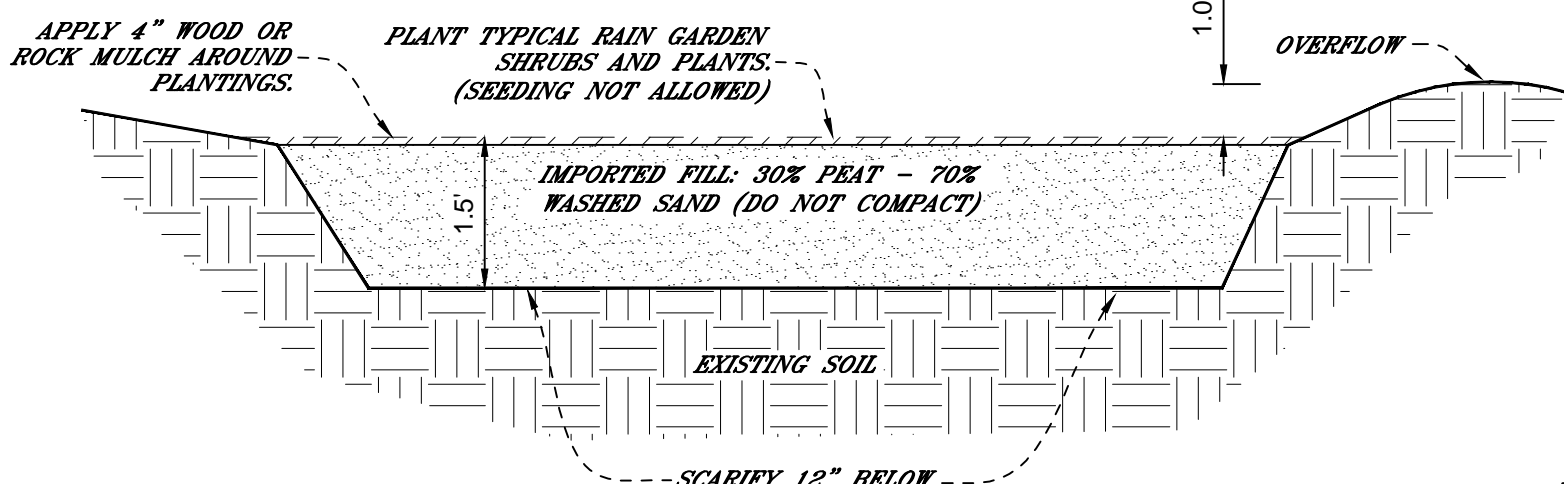 APPLY 4” WOOD OR
ROCK MULCH AROUND
PLANTINGS.
PLANT TYPICAL RAIN GARDEN
SHRUBS AND PLANTS.
(SEEDING NOT ALLOWED)
1.0
OVERFLOW
IMPORTED FILL: 30% PEAT - 70%
WASHED SAND (DO NOT COMPACT)
1.5'
EXISTING SOIL
SCARIFY 12” BELOW